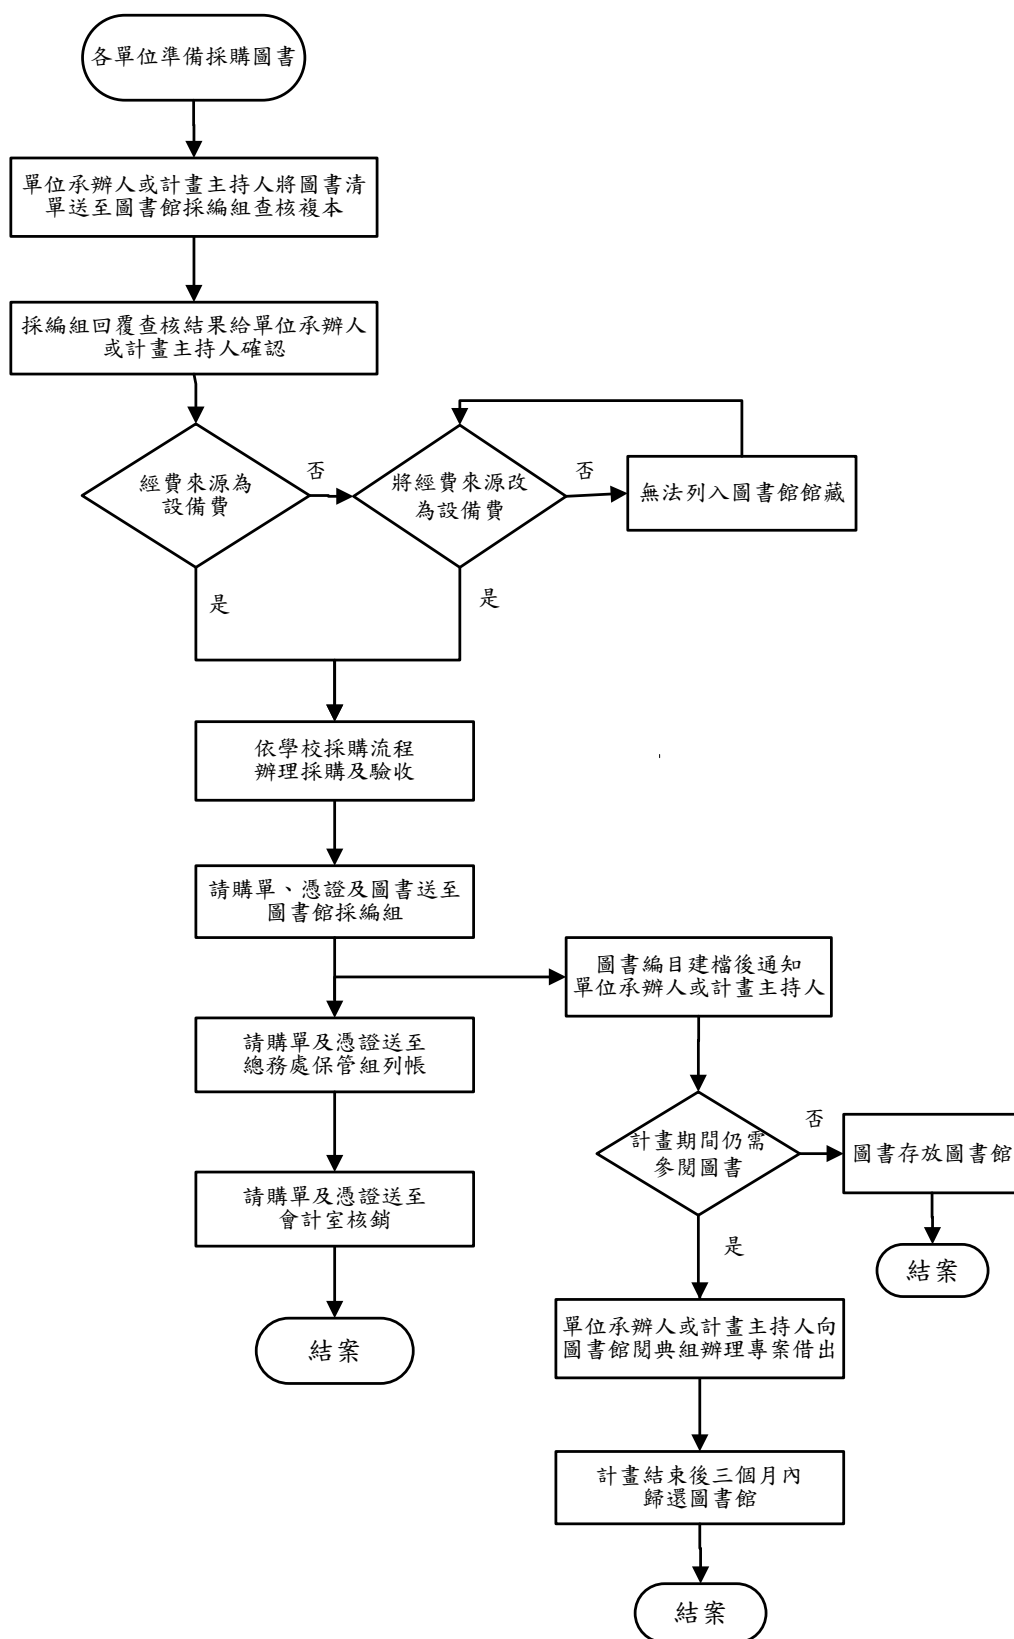 各單位準備採購圖書
單位承辦人或計畫主持人將圖書清
單送至圖書館採編組查核複本
採編組回覆查核結果給單位承辦人
或計畫主持人確認
經費來源為
設備費
否
將經費來源改
為設備費
否
無法列入圖書館館藏
是
是
依學校採購流程
辦理採購及驗收
請購單、憑證及圖書送至
圖書館採編組
圖書編目建檔後通知
單位承辦人或計畫主持人
請購單及憑證送至
總務處保管組列帳
計畫期間仍需
參閱圖書
否
圖書存放圖書館
結案
請購單及憑證送至
會計室核銷
結案
是
單位承辦人或計畫主持人向
圖書館閱典組辦理專案借出
計畫結束後三個月內
歸還圖書館
結案